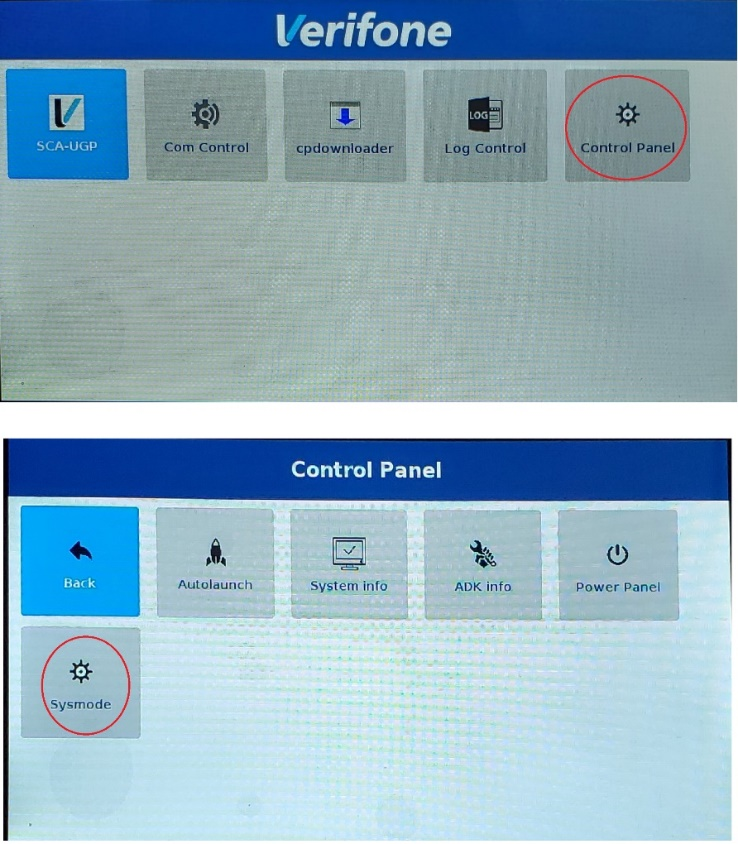 Verifone
SCA-UGP
Com Control
cpdownloader
LOG
Log Control
Control Panel
Control Panel
Back
Autolaunch
System info
ADK info
Power Panel
Sysmode